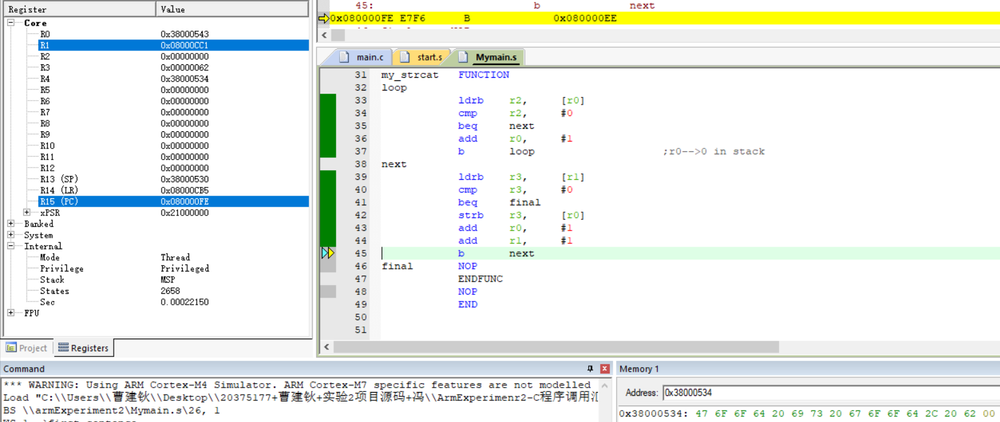 Register Value
Core
R0 0x38000543
R1 0x08000CC1
R2 0x00000000
R3 0x00000062
R4 0x38000534
R5 0x00000000
R6 0x00000000
R7 0x00000000
R8 0x00000000
R9 0x00000000
R10 0x00000000
R11 0x00000000
R12 0x00000000
R13 (SP) 0x38000530
R14 (LR) 0x08000CB5
R15 (PC) 0x080000FE
xPSR 0x21000000
Banked
System
Internal
Mode Thread
Privilege Privileged
Stack MSP
States 2658
Sec 0.00022150
FPU
Project Registers
45: b next
0x080000FE E7F6 B 0x080000EE
main.c start.s Mymain.s
31 my_strcat FUNCTION
32 loop
33 ldrb r2, [r0]
34 cmp r2, #0
35 beq next
36 add r0, #1
37 b loop ;r0-->0 in stack
38 next
39 ldrb r3, [r1]
40 cmp r3, #0
41 beq final
42 strb r3, [r0]
43 add r0, #1
44 add r1, #1
45 b next
46 final NOP
47 ENDFUNC
48 NOP
49 END
50
51
Command
*** WARNING: Using ARM Cortex-M4 Simulator. ARM Cortex-M7 specific features are not modelled
Load "C:\\Users\\曹建钬\\Desktop\\20375177+曹建钬+实验2项目源码+冯\\ArmExperimenr2-C程序调用汇
BS \\armExperiment2\Mymain.s\26, 1
Memory 1
Address: 0x38000534
0x38000534: 47 6F 6F 64 20 69 73 20 67 6F 6F 64 2C 20 62 00